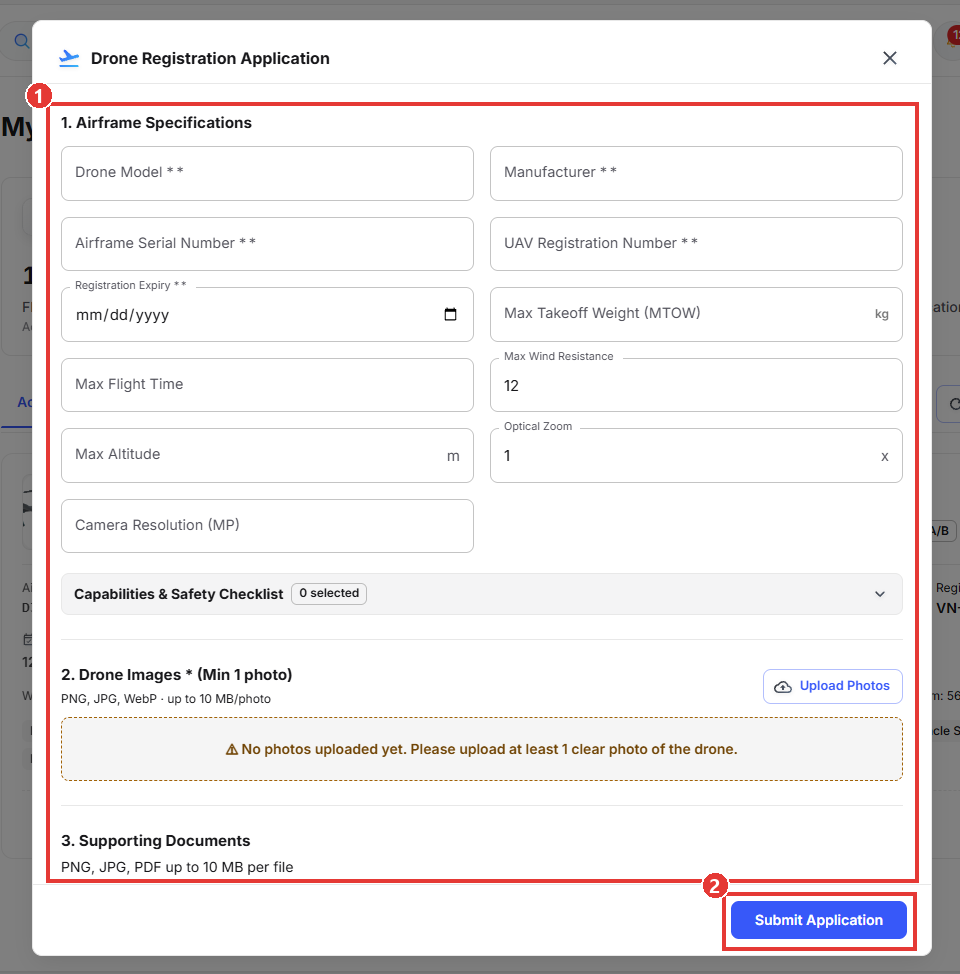 Drone Registration Application
1
12
My
1. Airframe Specifications
Drone Model * *
Manufacturer * *
Airframe Serial Number * *
UAV Registration Number * *
Registration Expiry * *
mm/dd/yyyy
Max Takeoff Weight (MTOW)
kg
Max Flight Time
Max Wind Resistance
12
Max Altitude
m
Optical Zoom
1
x
Camera Resolution (MP)
A/B
Capabilities & Safety Checklist
0 selected
VN-
2. Drone Images * (Min 1 photo)
PNG, JPG, WebP · up to 10 MB/photo
Upload Photos
⚠ No photos uploaded yet. Please upload at least 1 clear photo of the drone.
3. Supporting Documents
PNG, JPG, PDF up to 10 MB per file
2
Submit Application